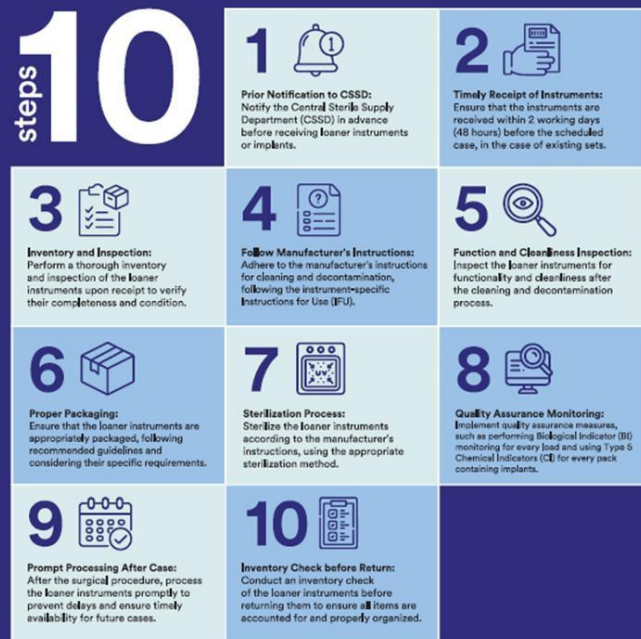 steps 10
1
Prior Notification to CSSD:
Notify the Central Sterile Supply
Department (CSSD) in advance
before receiving loaner instruments
or implants.
2
Timely Receipt of Instruments:
Ensure that the instruments are
received within 2 working days
(48 hours) before the scheduled
case, in the case of existing sets.
3
Inventory and Inspection:
Perform a thorough inventory
and inspection of the loaner
instruments upon receipt to verify
their completeness and condition.
4
Follow Manufacturer's Instructions:
Adhere to the manufacturer's instructions
for cleaning and decontamination,
following the instrument-specific
Instructions for Use (IFU).
5
Function and Cleanliness Inspection:
Inspect the loaner instruments for
functionality and cleanliness after
the cleaning and decontamination
process.
6
Proper Packaging:
Ensure that the loaner instruments are
appropriately packaged, following
recommended guidelines and
considering their specific requirements.
7
UV
Sterilization Process:
Sterilize the loaner instruments
according to the manufacturer's
instructions, using the appropriate
sterilization method.
8
Quality Assurance Monitoring:
Implement quality assurance measures,
such as performing Biological Indicator (BI)
monitoring for every load and using Type 5
Chemical Indicators (CI) for every pack
containing implants.
9
Prompt Processing After Case:
After the surgical procedure, process
the loaner instruments promptly to
prevent delays and ensure timely
availability for future cases.
10
Inventory Check before Return:
Conduct an inventory check
of the loaner instruments before
returning them to ensure all items are
accounted for and properly organized.